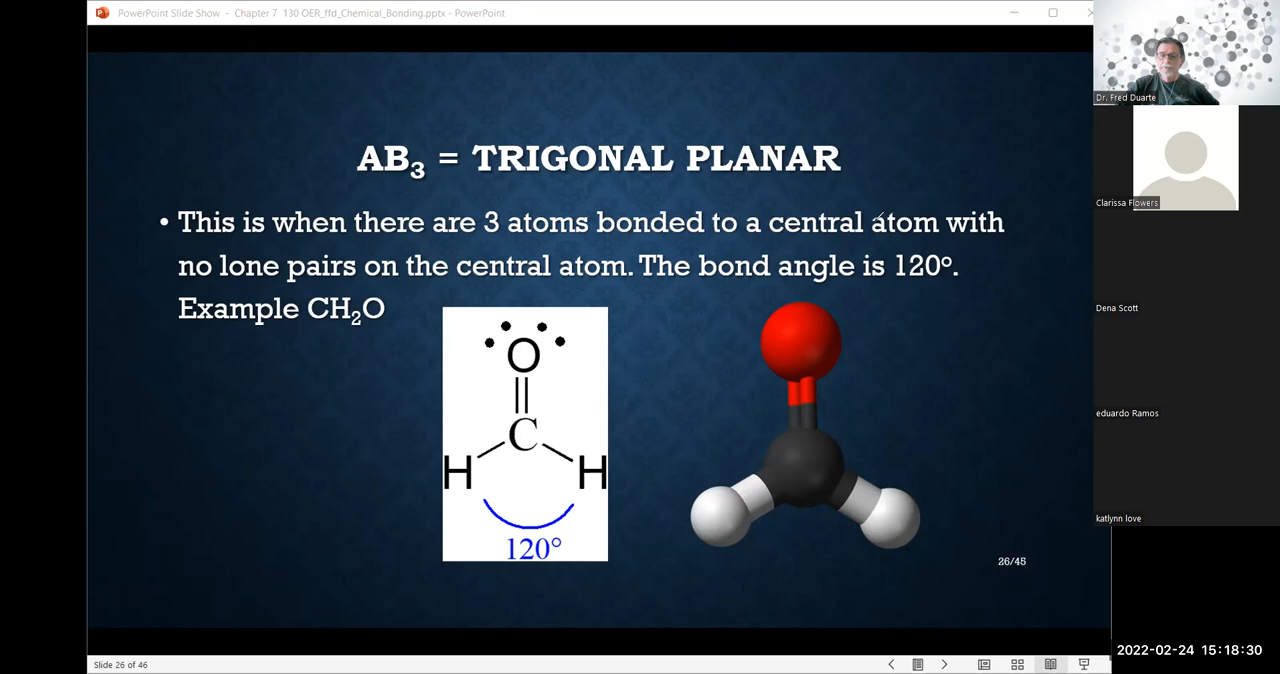 PowerPoint Slide Show - Chapter 7 130 OER_ffd_Chemical_Bonding.pptx - PowerPoint
AB₃ = TRIGONAL PLANAR
• This is when there are 3 atoms bonded to a central atom with
no lone pairs on the central atom. The bond angle is 120°.
Example CH₂O
O
C
H H
120°
26/45
Slide 26 of 46
Dr. Fred Duarte
Clarissa Flowers
Dena Scott
eduardo Ramos
katlynn love
2022-02-24 15:18:30